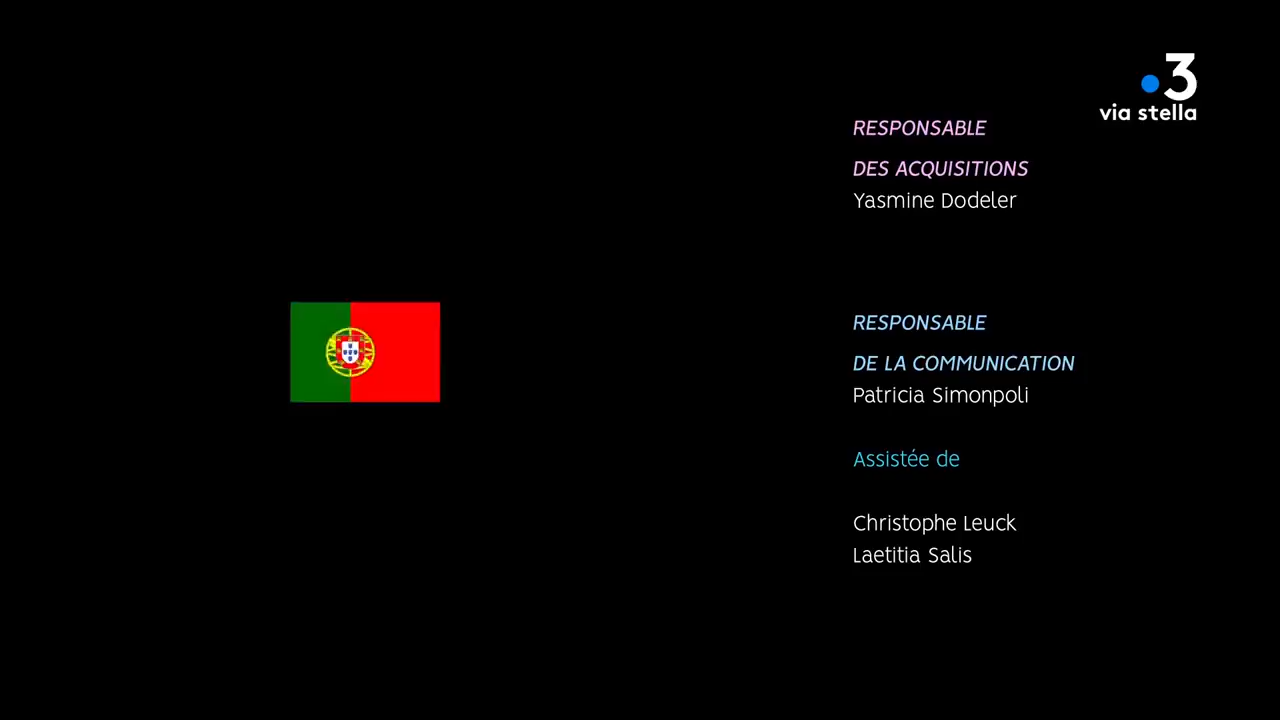 3
via stella
RESPONSABLE
DES ACQUISITIONS
Yasmine Dodeler
RESPONSABLE
DE LA COMMUNICATION
Patricia Simonpoli
Assistée de
Christophe Leuck
Laetitia Salis